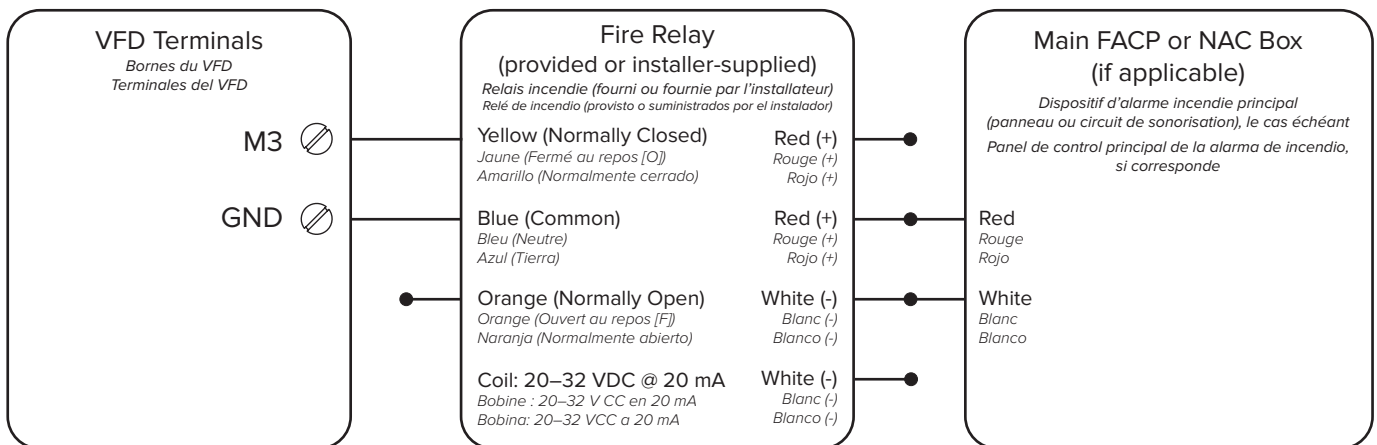 VFD Terminals
Bornes du VFD
Terminales del VFD
M3
GND
Fire Relay
(provided or installer-supplied)
Relais incendie (fourni ou fournie par l’installateur)
Relé de incendio (provisto o suministrados por el instalador)
Yellow (Normally Closed)
Jaune (Fermé au repos [O])
Amarillo (Normalmente cerrado)
Red (+)
Rouge (+)
Rojo (+)
Blue (Common)
Bleu (Neutre)
Azul (Tierra)
Red (+)
Rouge (+)
Rojo (+)
Orange (Normally Open)
Orange (Ouvert au repos [F])
Naranja (Normalmente abierto)
White (-)
Blanc (-)
Blanco (-)
Coil: 20–32 VDC @ 20 mA
Bobine : 20–32 V CC en 20 mA
Bobina: 20–32 VCC a 20 mA
White (-)
Blanc (-)
Blanco (-)
Main FACP or NAC Box
(if applicable)
Dispositif d’alarme incendie principal
(panneau ou circuit de sonorisation), le cas échéant
Panel de control principal de la alarma de incendio,
si corresponde
Red
Rouge
Rojo
White
Blanc
Blanco